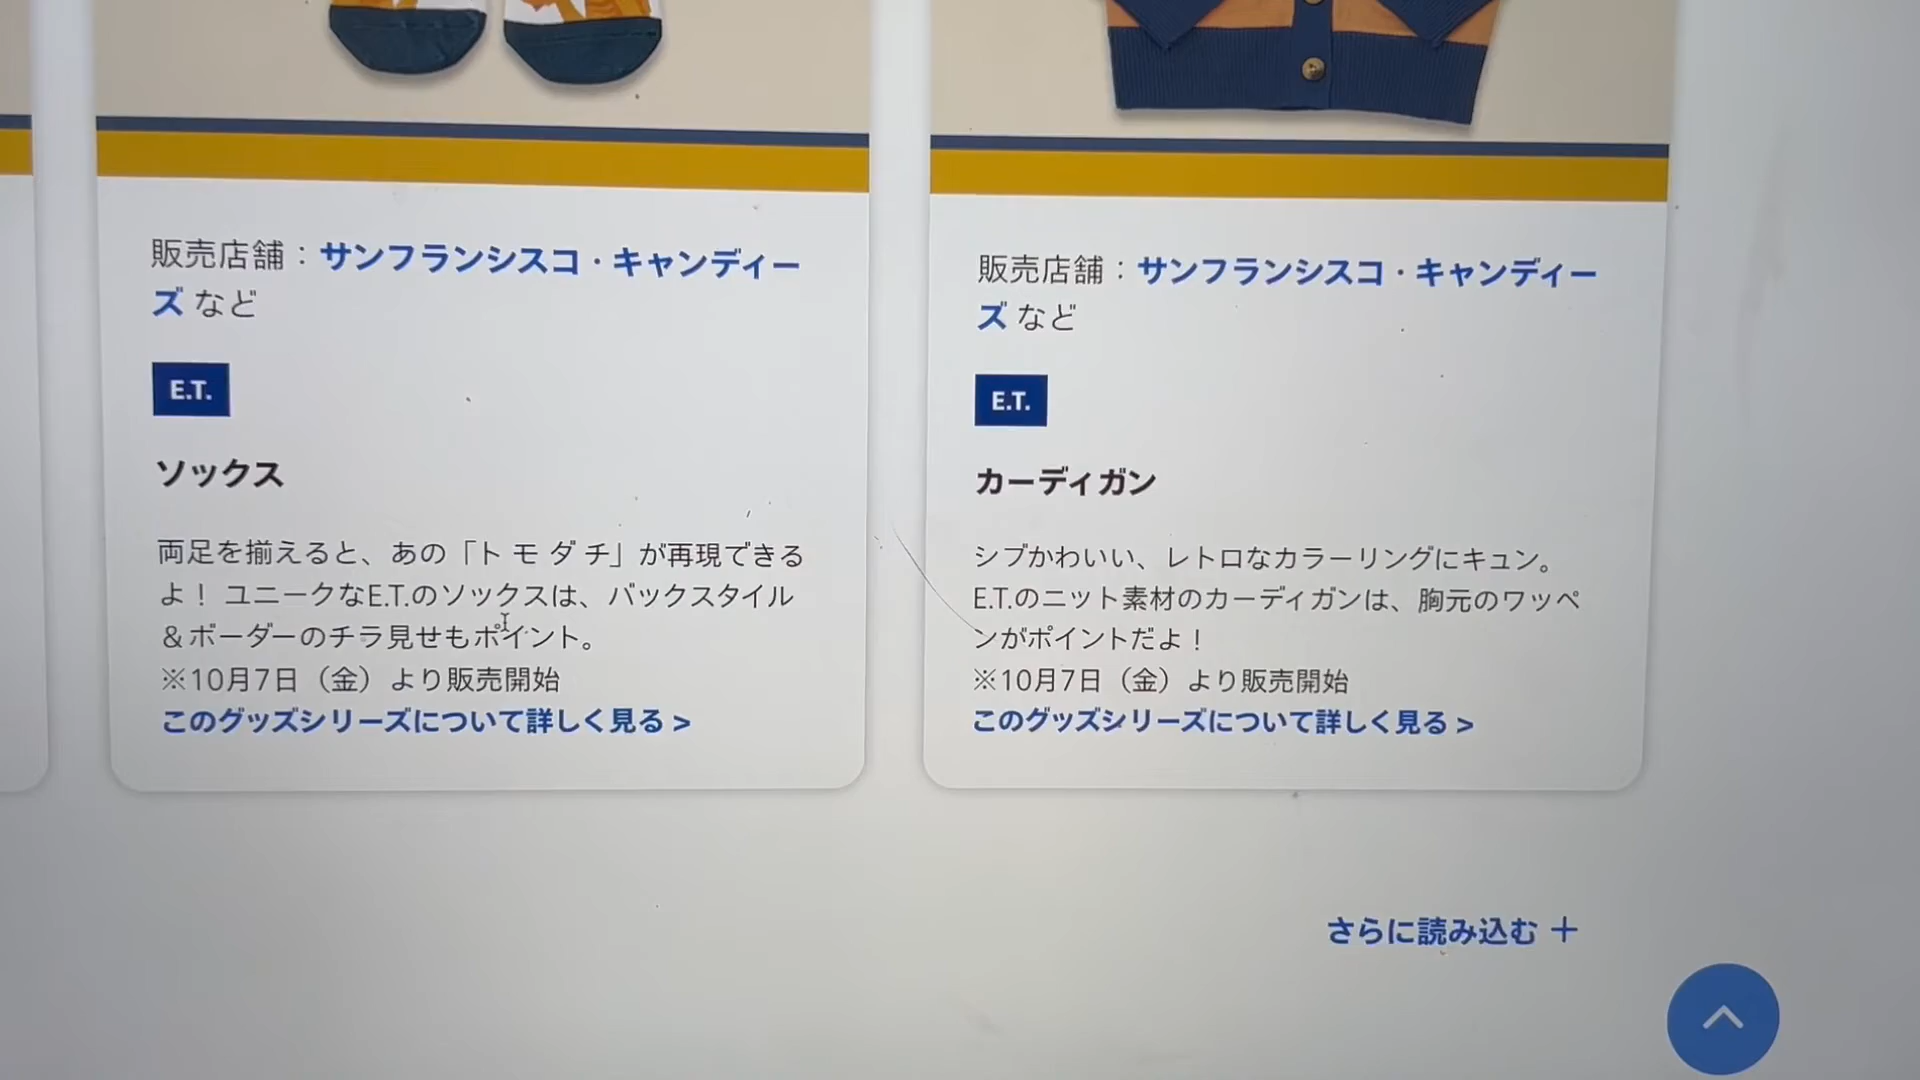 販売店舗：サンフランシスコ・キャンディー
ズ など
E.T.
ソックス
両足を揃えると、あの「ト モ ダ チ」が再現できる
よ！ ユニークなE.T.のソックスは、バックスタイル
＆ボーダーのチラ見せもポイント。
※10月7日（金）より販売開始
このグッズシリーズについて詳しく見る >
販売店舗：サンフランシスコ・キャンディー
ズ など
E.T.
カーディガン
シブかわいい、レトロなカラーリングにキュン。
E.T.のニット素材のカーディガンは、胸元のワッペ
ンがポイントだよ！
※10月7日（金）より販売開始
このグッズシリーズについて詳しく見る >
さらに読み込む ＋